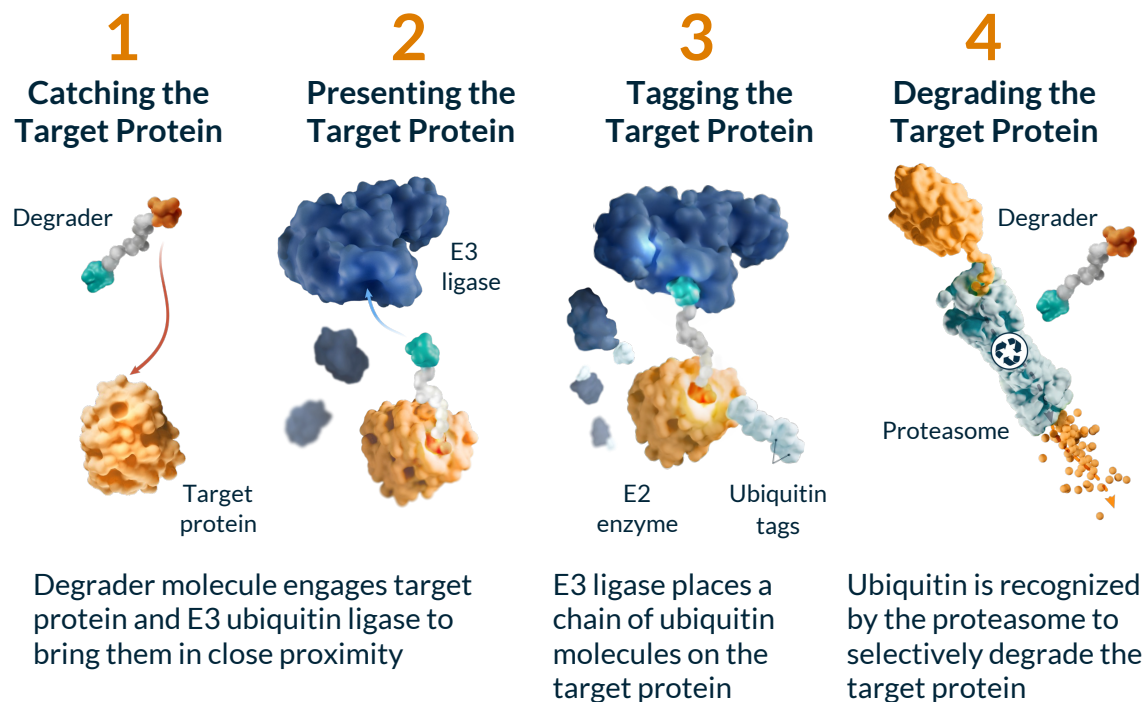 1
Catching the
Target Protein
Degrader
Target
protein
2
Presenting the
Target Protein
E3
ligase
Degrader molecule engages target
protein and E3 ubiquitin ligase to
bring them in close proximity
3
Tagging the
Target Protein
E2
enzyme
Ubiquitin
tags
E3 ligase places a
chain of ubiquitin
molecules on the
target protein
4
Degrading the
Target Protein
Degrader
Proteasome
Ubiquitin is recognized
by the proteasome to
selectively degrade the
target protein